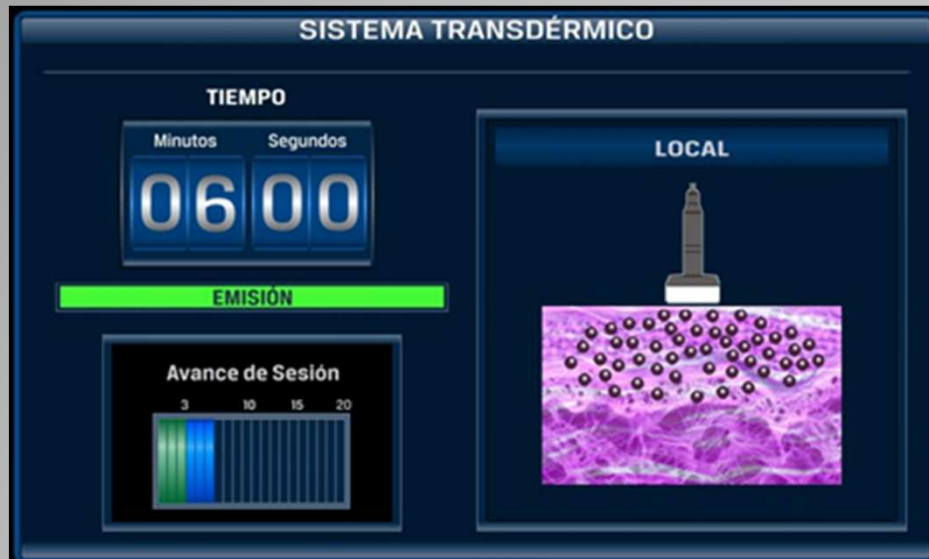 SISTEMA TRANSDÉRMICO
TIEMPO
Minutos Segundos
06 00
EMISIÓN
Avance de Sesión
3 10 15 20
LOCAL